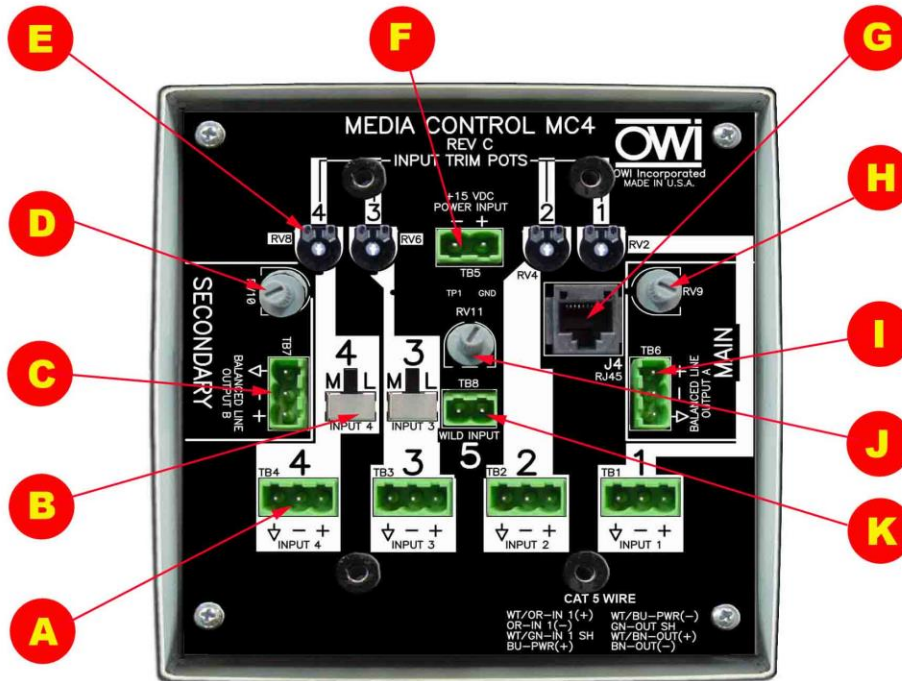 E
F
G
MEDIA CONTROL MC4
REV C
INPUT TRIM POTS
OWI
OWI Incorporated
MADE IN U.S.A.
+15 VDC
POWER INPUT
- +
4
3
2
1
RV8
RV6
RV4
RV2
TB5
H
D
SECONDARY
TP1 GND
RV11
RV9
J4
RJ45
TB7
BALANCED LINE
OUTPUT B
+
TB6
+ -
BALANCED LINE
OUTPUT A
MAIN
I
C
4
M L
INPUT 4
3
M L
INPUT 3
TB8
WILD INPUT
5
J
B
TB4
4
TB3
3
TB2
2
TB1
1
K
- +
INPUT 4
- +
INPUT 3
- +
INPUT 2
- +
INPUT 1
A
CAT 5 WIRE
WT/OR-IN 1(+) WT/BU-PWR(-)
OR-IN 1(-) GN-OUT SH
WT/GN-IN 1 SH WT/BN-OUT(+)
BU-PWR(+) BN-OUT(-)